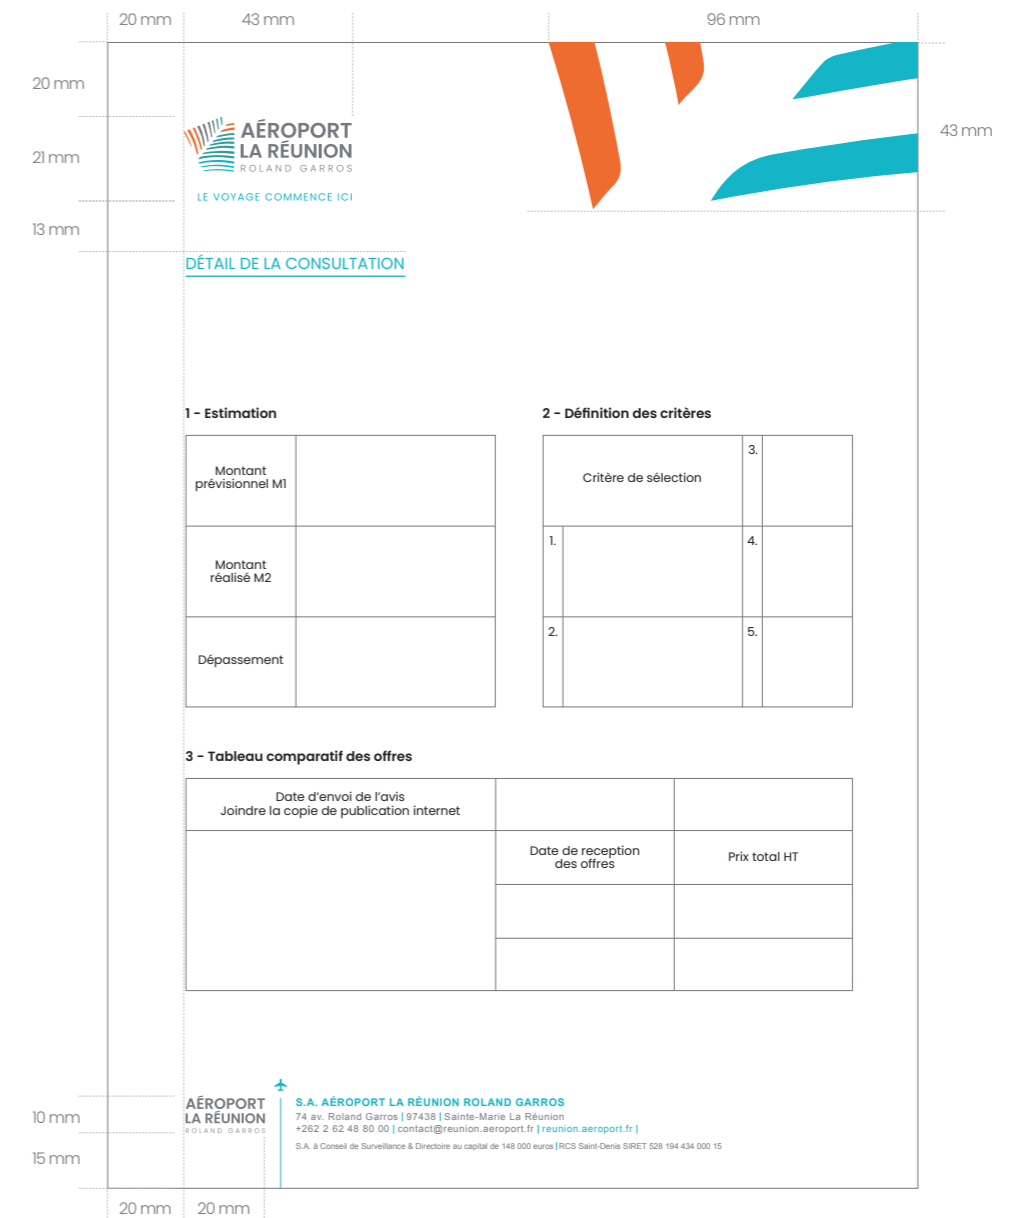 20 mm
43 mm
96 mm
20 mm
21 mm
13 mm
43 mm
AÉROPORT
LA RÉUNION
ROLAND GARROS
LE VOYAGE COMMENCE ICI
DÉTAIL DE LA CONSULTATION
1 - Estimation
Montant
prévisionnel M1
Montant
réalisé M2
Dépassement
2 - Définition des critères
Critère de sélection
3.
1.
4.
2.
5.
3 - Tableau comparatif des offres
Date d'envoi de l'avis
Joindre la copie de publication internet
Date de reception
des offres
Prix total HT
10 mm
15 mm
AÉROPORT
LA RÉUNION
ROLAND GARROS
S.A. AÉROPORT LA RÉUNION ROLAND GARROS
74 av. Roland Garros | 97438 | Sainte-Marie La Réunion
+262 2 62 48 80 00 | contact@reunion.aeroport.fr | reunion.aeroport.fr |
S.A. à Conseil de Surveillance & Directoire au capital de 148 000 euros | RCS Saint-Denis SIRET 528 194 434 000 15
20 mm
20 mm